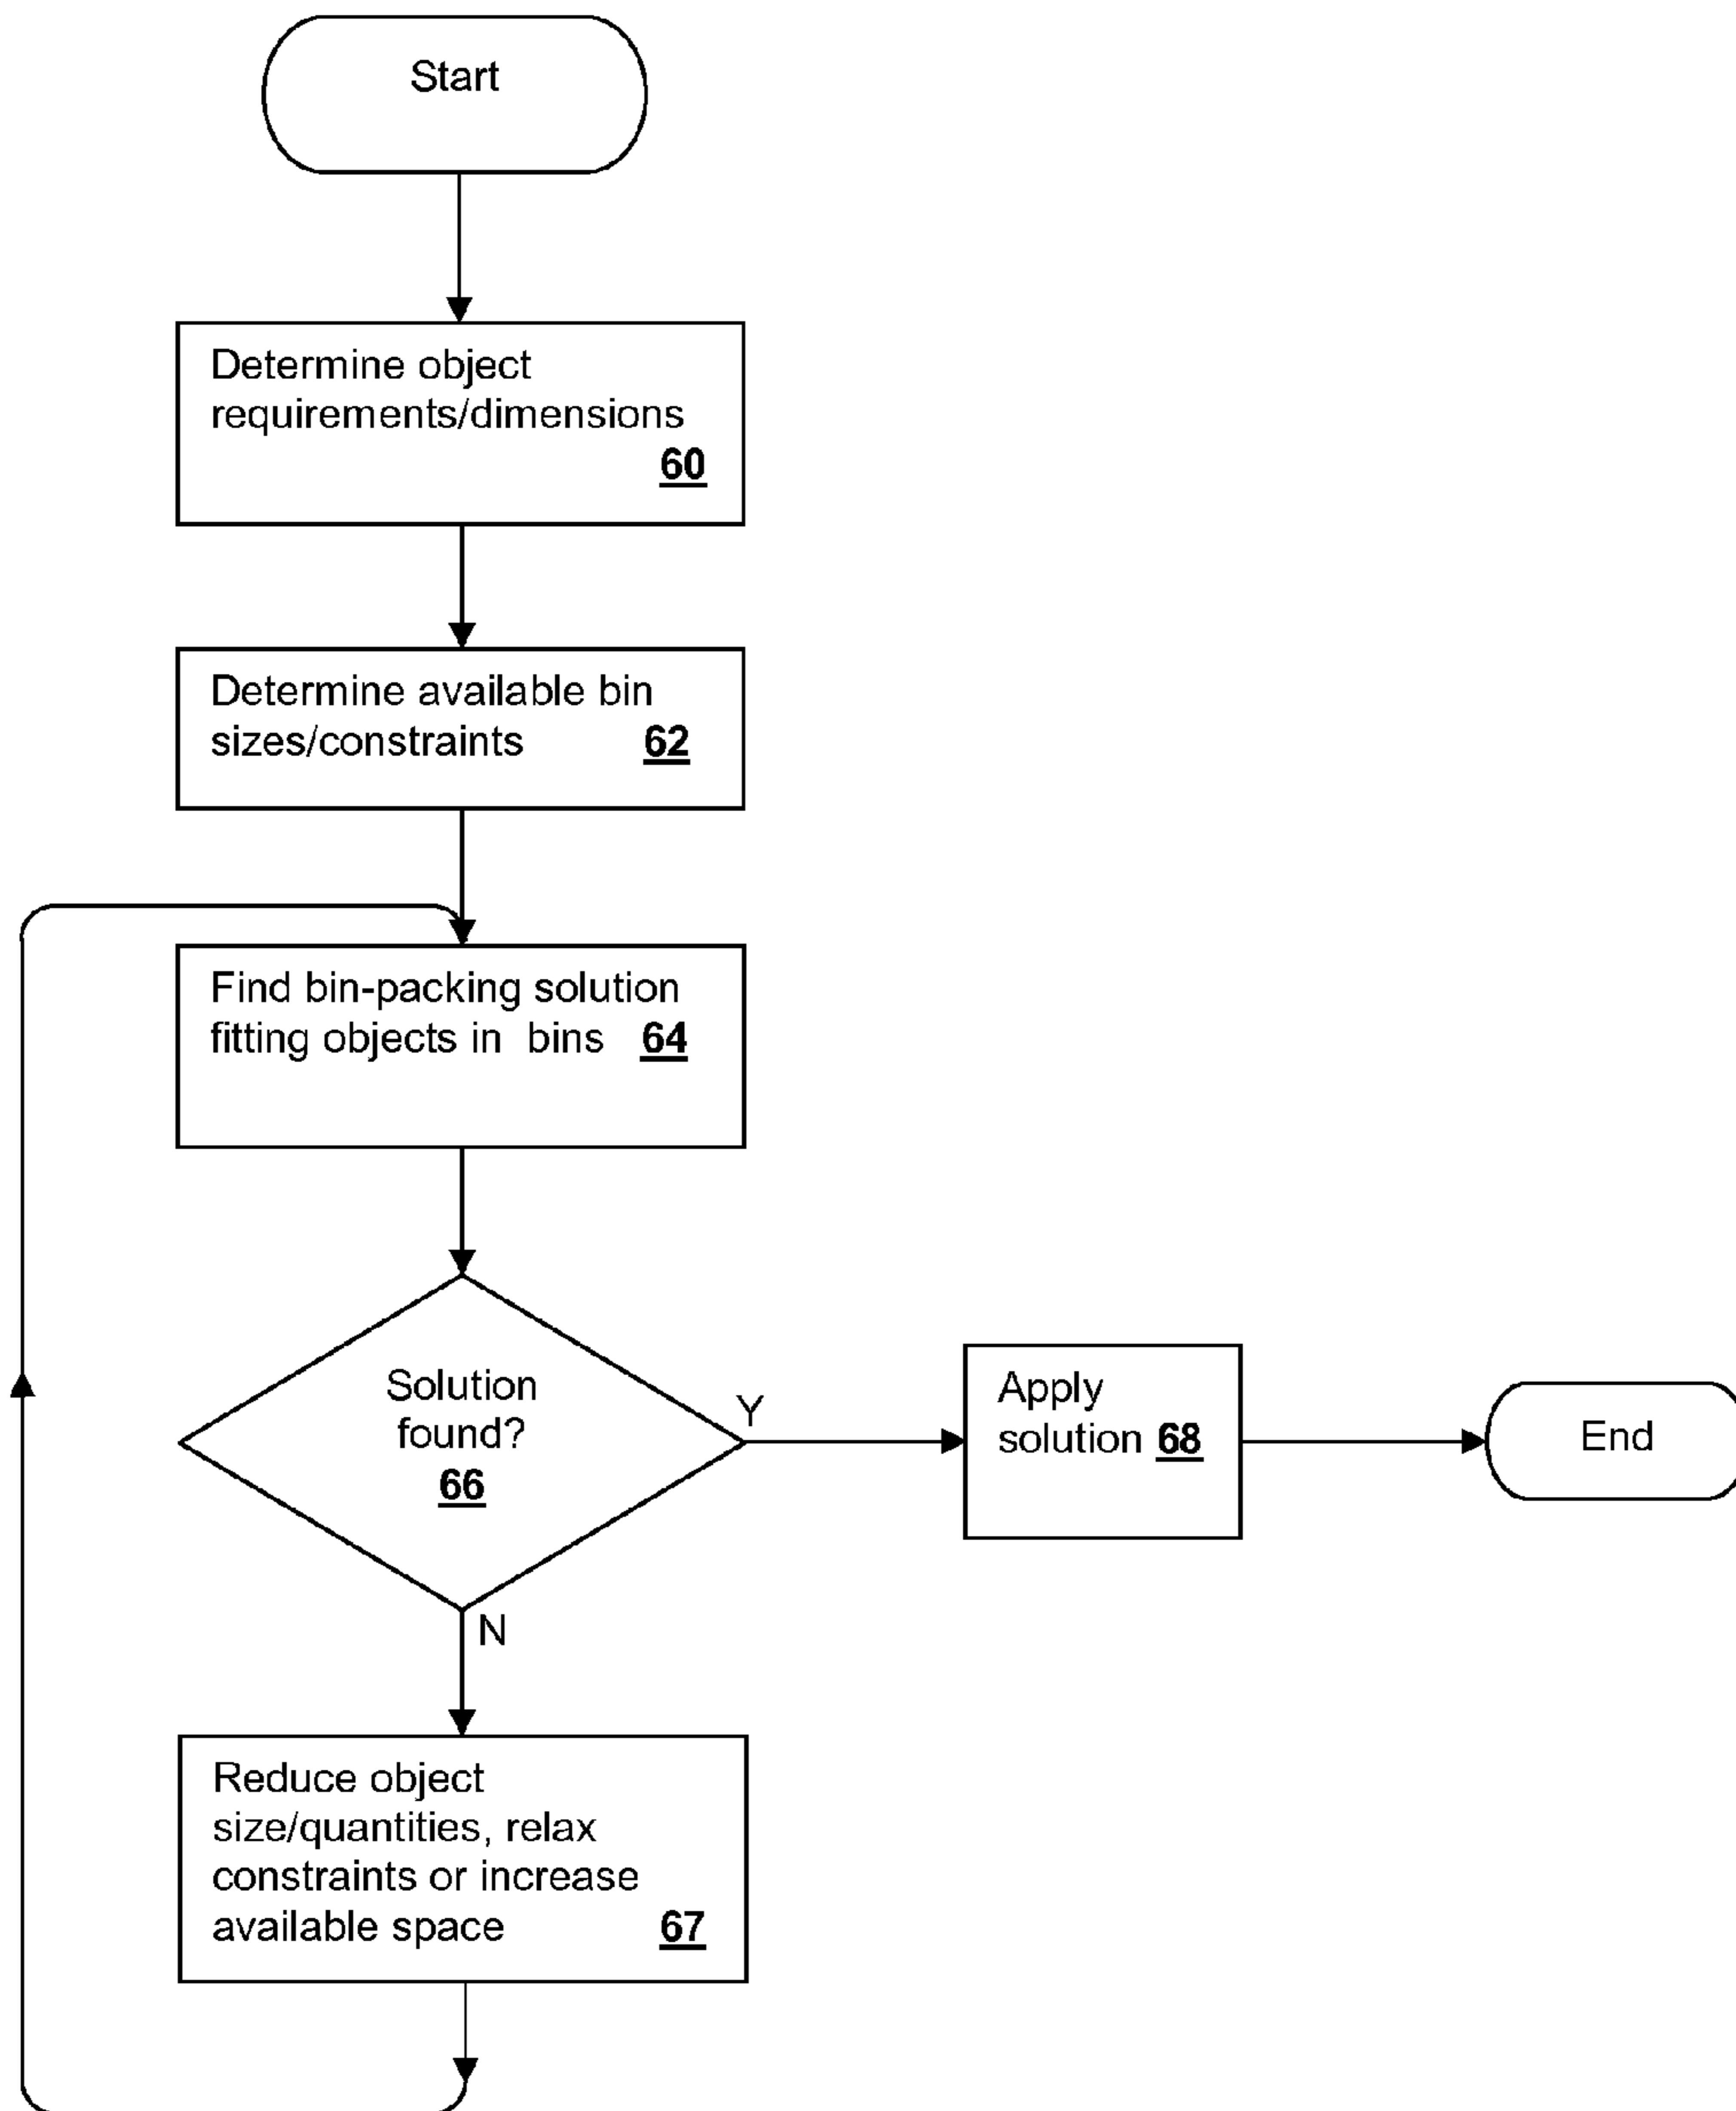 Start
Determine object
requirements/dimensions
60
Determine available bin
sizes/constraints 62
Find bin-packing solution
fitting objects in bins 64
Solution
found?
66
Y
Apply
solution 68
End
N
Reduce object
size/quantities, relax
constraints or increase
available space 67